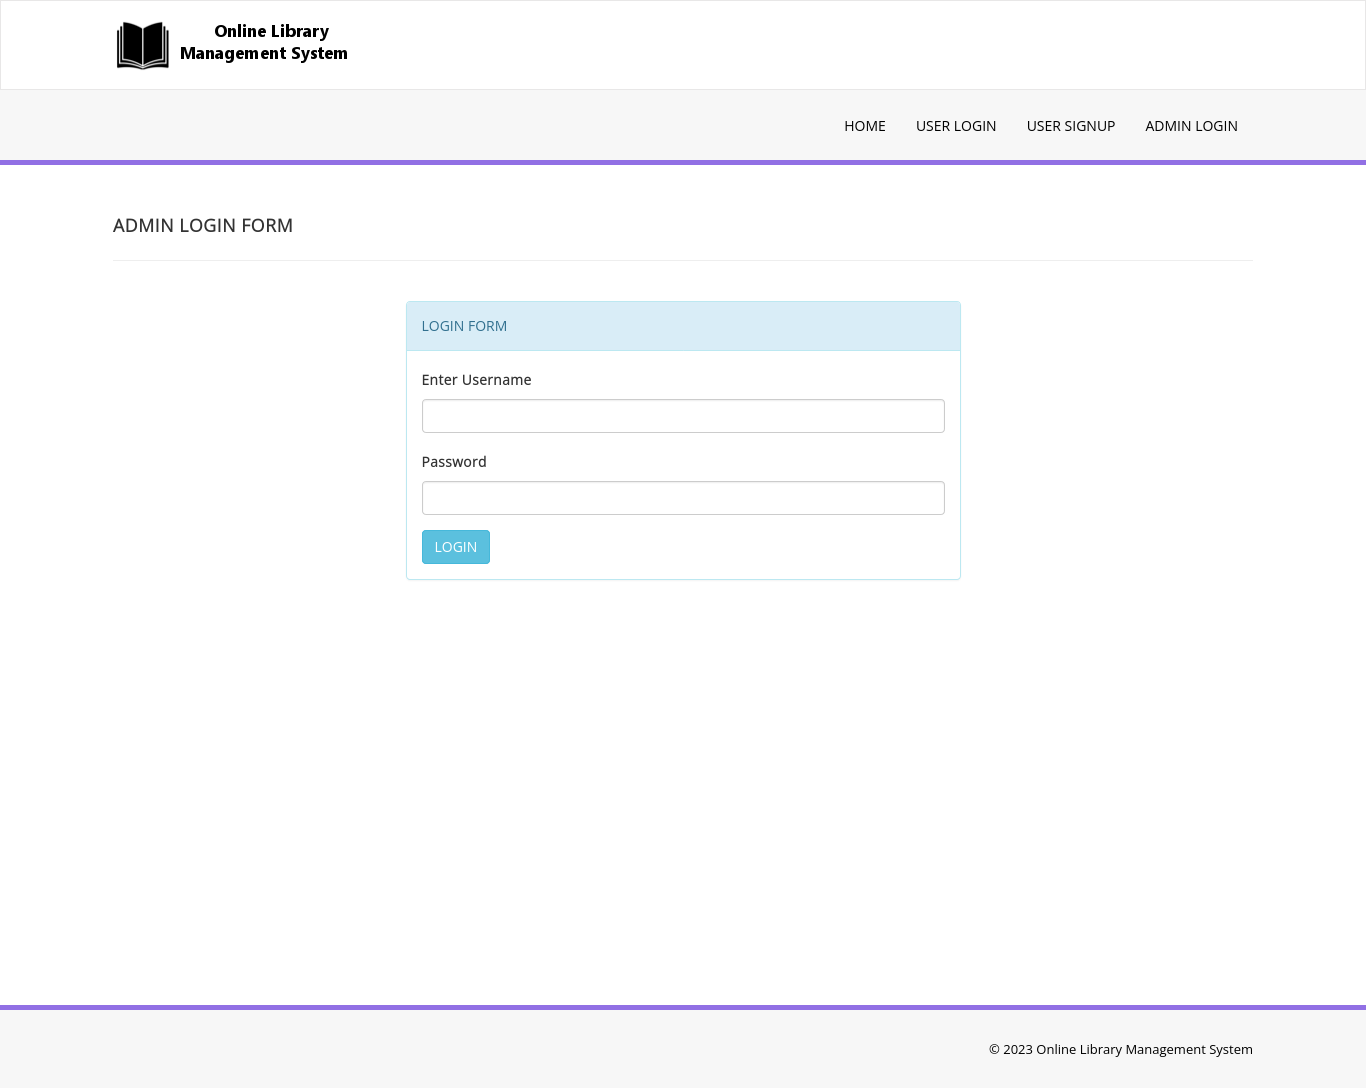 Online Library
Management System
HOME USER LOGIN USER SIGNUP ADMIN LOGIN
ADMIN LOGIN FORM
LOGIN FORM
Enter Username
Password
LOGIN
© 2023 Online Library Management System